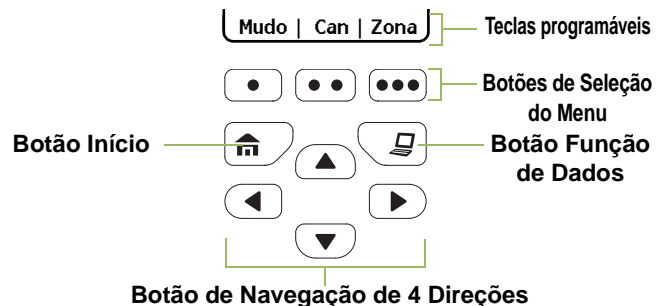 Mudo | Can | Zona
Teclas programáveis
Botões de Seleção
do Menu
Botão Início
Botão Função
de Dados
Botão de Navegação de 4 Direções